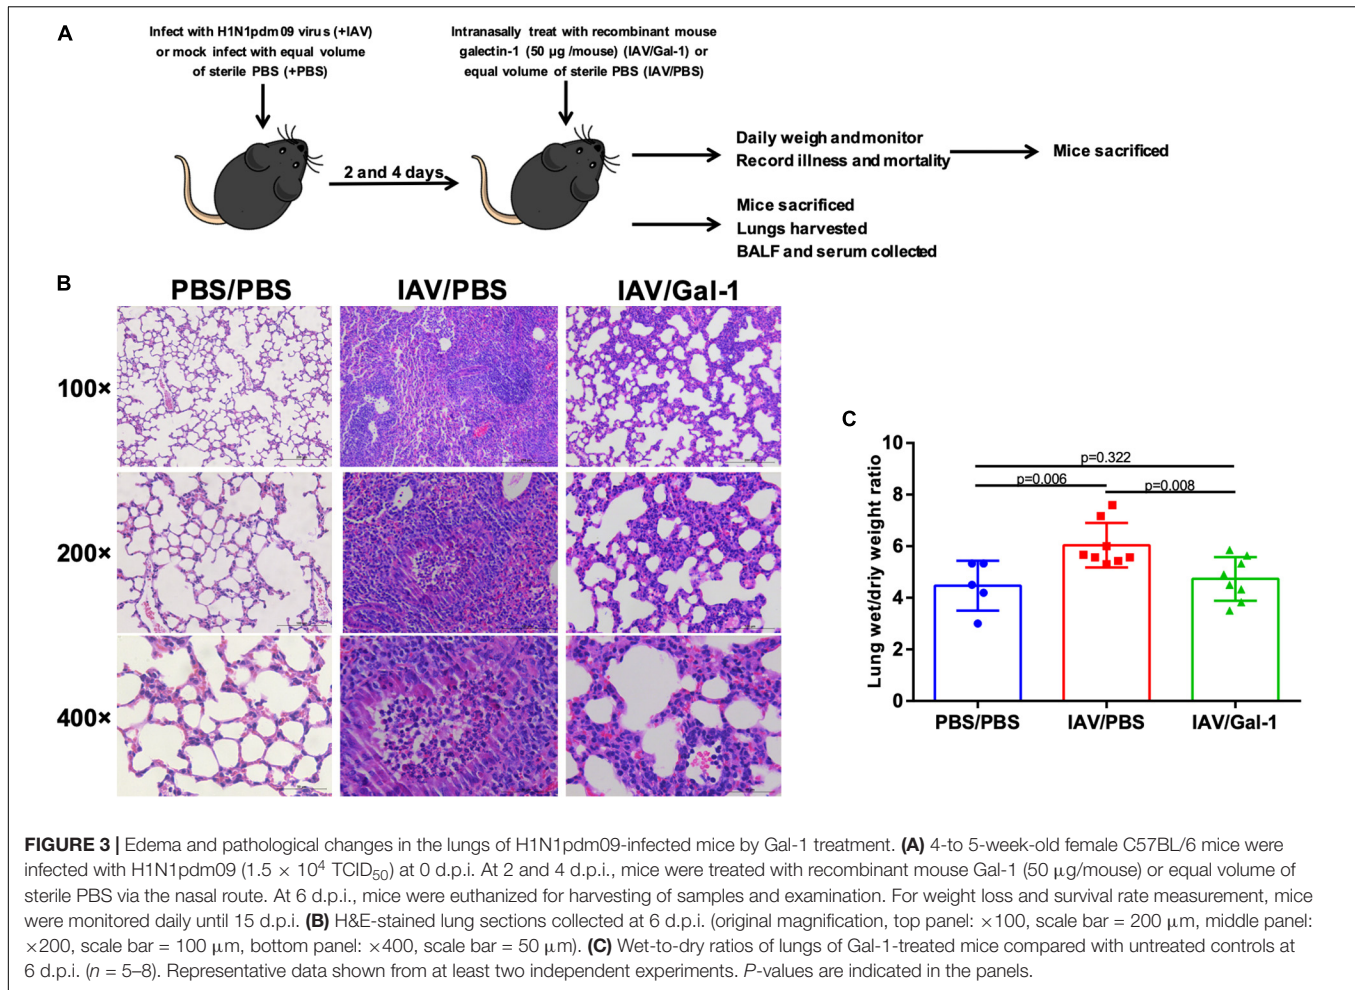 A
Infect with H1N1pdm09 virus (+IAV)
or mock infect with equal volume
of sterile PBS (+PBS)
Intranasally treat with recombinant mouse
galectin-1 (50 μg /mouse) (IAV/Gal-1) or
equal volume of sterile PBS (IAV/PBS)
2 and 4 days
Daily weigh and monitor
Record illness and mortality
Mice sacrificed
Mice sacrificed
Lungs harvested
BALF and serum collected
B
PBS/PBS
IAV/PBS
IAV/Gal-1
100×
200×
400×
C
Lung wet/driy weight ratio
10
8
6
4
2
0
p=0.322
p=0.006
p=0.008
PBS/PBS
IAV/PBS
IAV/Gal-1
FIGURE 3 | Edema and pathological changes in the lungs of H1N1pdm09-infected mice by Gal-1 treatment. (A) 4-to 5-week-old female C57BL/6 mice were
infected with H1N1pdm09 (1.5 × 10⁴ TCID₅₀) at 0 d.p.i. At 2 and 4 d.p.i., mice were treated with recombinant mouse Gal-1 (50 μg/mouse) or equal volume of
sterile PBS via the nasal route. At 6 d.p.i., mice were euthanized for harvesting of samples and examination. For weight loss and survival rate measurement, mice
were monitored daily until 15 d.p.i. (B) H&E-stained lung sections collected at 6 d.p.i. (original magnification, top panel: ×100, scale bar = 200 μm, middle panel:
×200, scale bar = 100 μm, bottom panel: ×400, scale bar = 50 μm). (C) Wet-to-dry ratios of lungs of Gal-1-treated mice compared with untreated controls at
6 d.p.i. (n = 5–8). Representative data shown from at least two independent experiments. P-values are indicated in the panels.